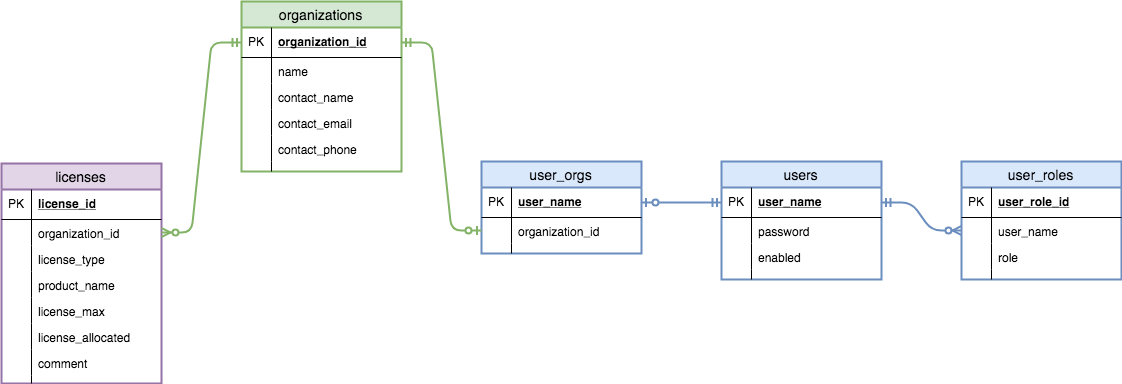 organizations
PK organization_id
name
contact_name
contact_email
contact_phone
licenses
PK license_id
organization_id
license_type
product_name
license_max
license_allocated
comment
user_orgs
PK user_name
organization_id
users
PK user_name
password
enabled
user_roles
PK user_role_id
user_name
role